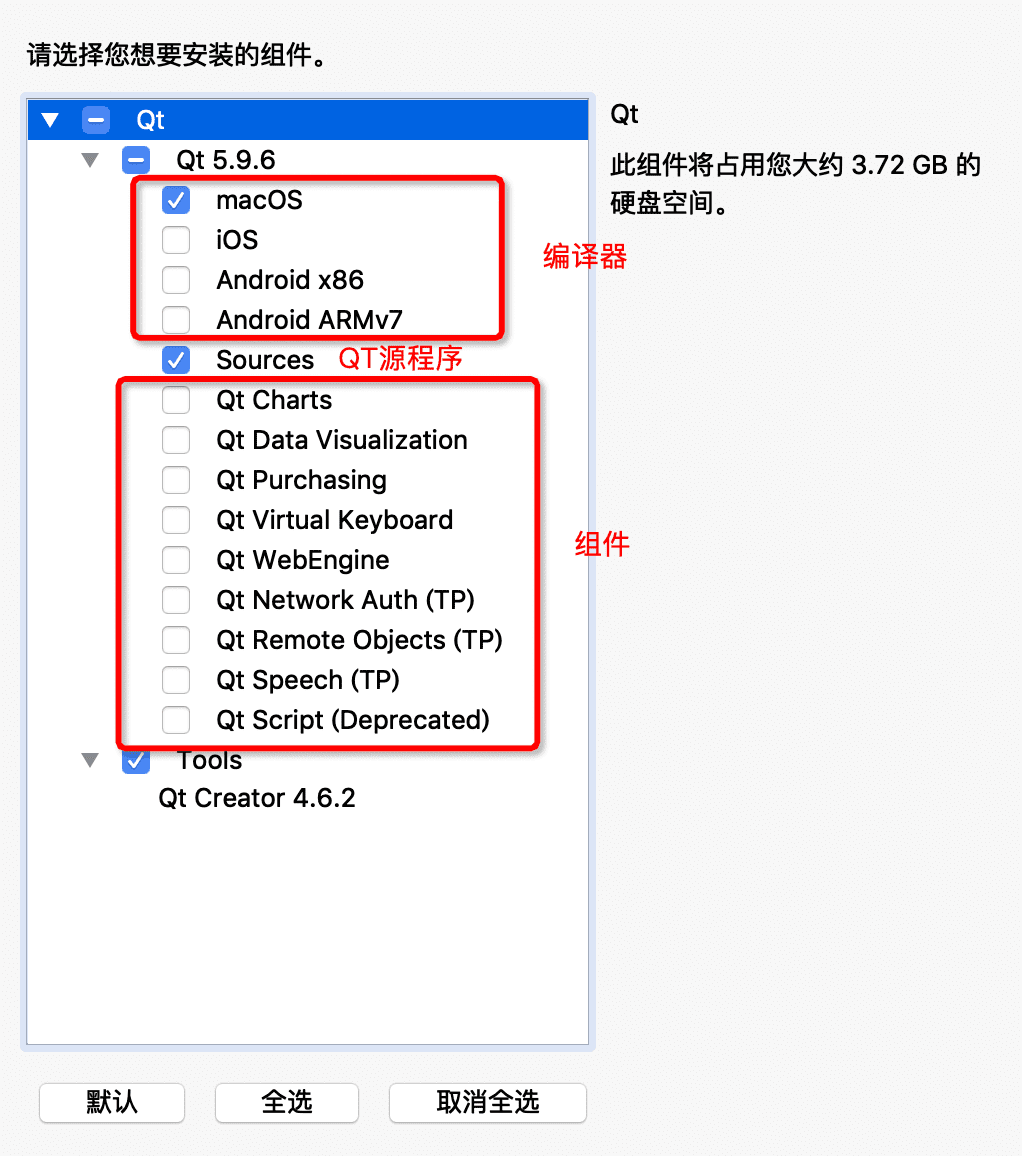 请选择您想要安装的组件。
Qt
Qt 5.9.6
macOS
iOS
Android x86
Android ARMv7
编译器
Sources QT源程序
Qt Charts
Qt Data Visualization
Qt Purchasing
Qt Virtual Keyboard
Qt WebEngine
Qt Network Auth (TP)
Qt Remote Objects (TP)
Qt Speech (TP)
Qt Script (Deprecated)
组件
Tools
Qt Creator 4.6.2
Qt
此组件将占用您大约 3.72 GB 的
硬盘空间。
默认 全选 取消全选